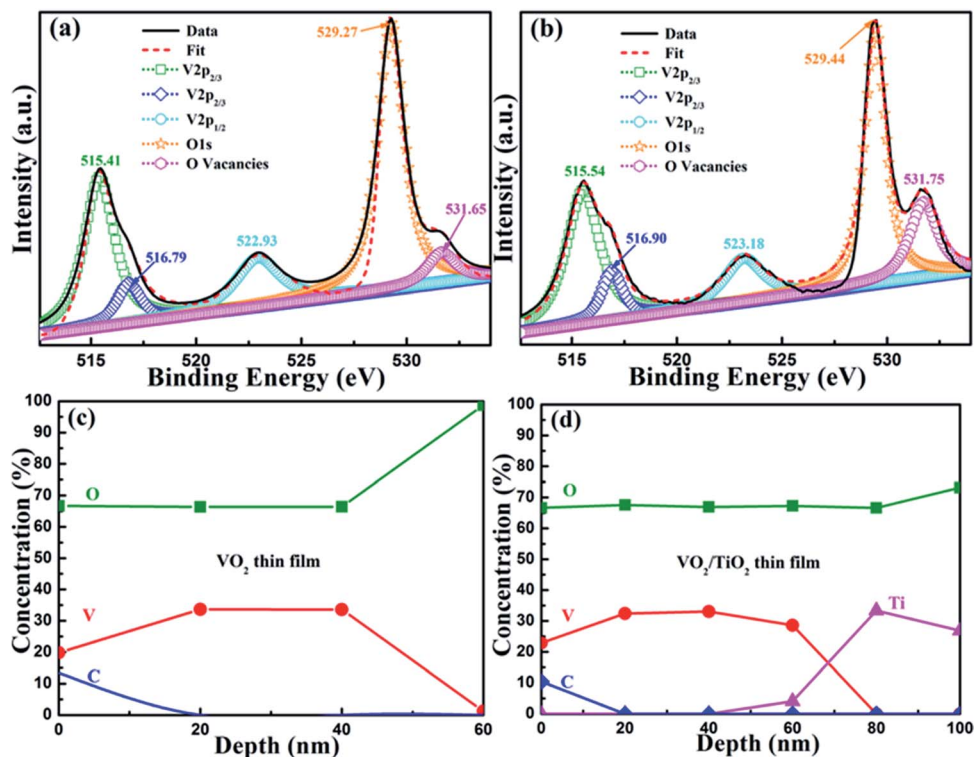 (a)
Data
Fit
V2p2/3
V2p2/3
V2p1/2
O1s
O Vacancies
529.27
515.41
516.79
522.93
531.65
Intensity (a.u.)
515 520 525 530
Binding Energy (eV)
(b)
Data
Fit
V2p2/3
V2p2/3
V2p1/2
O1s
O Vacancies
529.44
515.54
516.90
523.18
531.75
Intensity (a.u.)
515 520 525 530
Binding Energy (eV)
(c)
100
90
80
70
60
50
40
30
20
10
0
Concentration (%)
O
VO2 thin film
V
C
0 20 40 60
Depth (nm)
(d)
100
90
80
70
60
50
40
30
20
10
0
Concentration (%)
O
VO2/TiO2 thin film
Ti
V
C
0 20 40 60 80 100
Depth (nm)